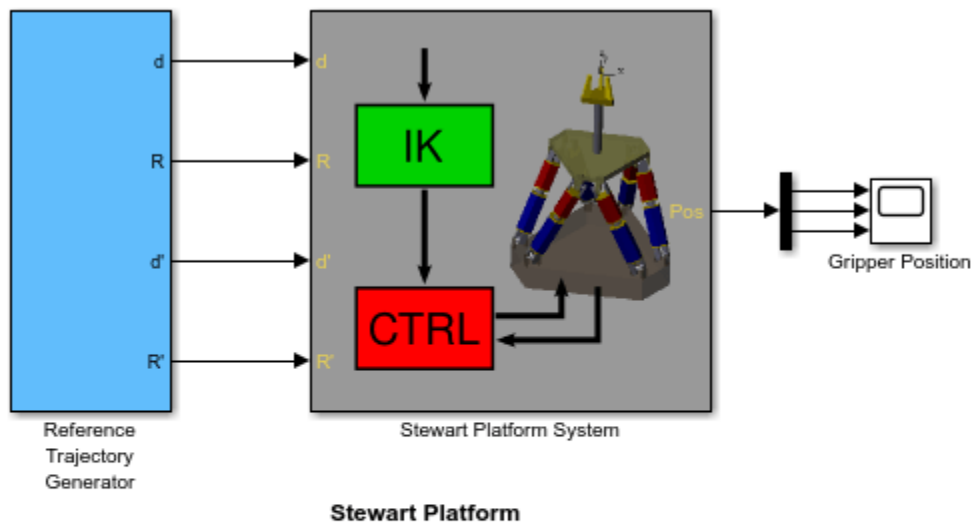 d
d
IK
R
R
Pos
d'
d'
CTRL
R'
R'
Gripper Position
Reference
Trajectory
Generator
Stewart Platform System
Stewart Platform